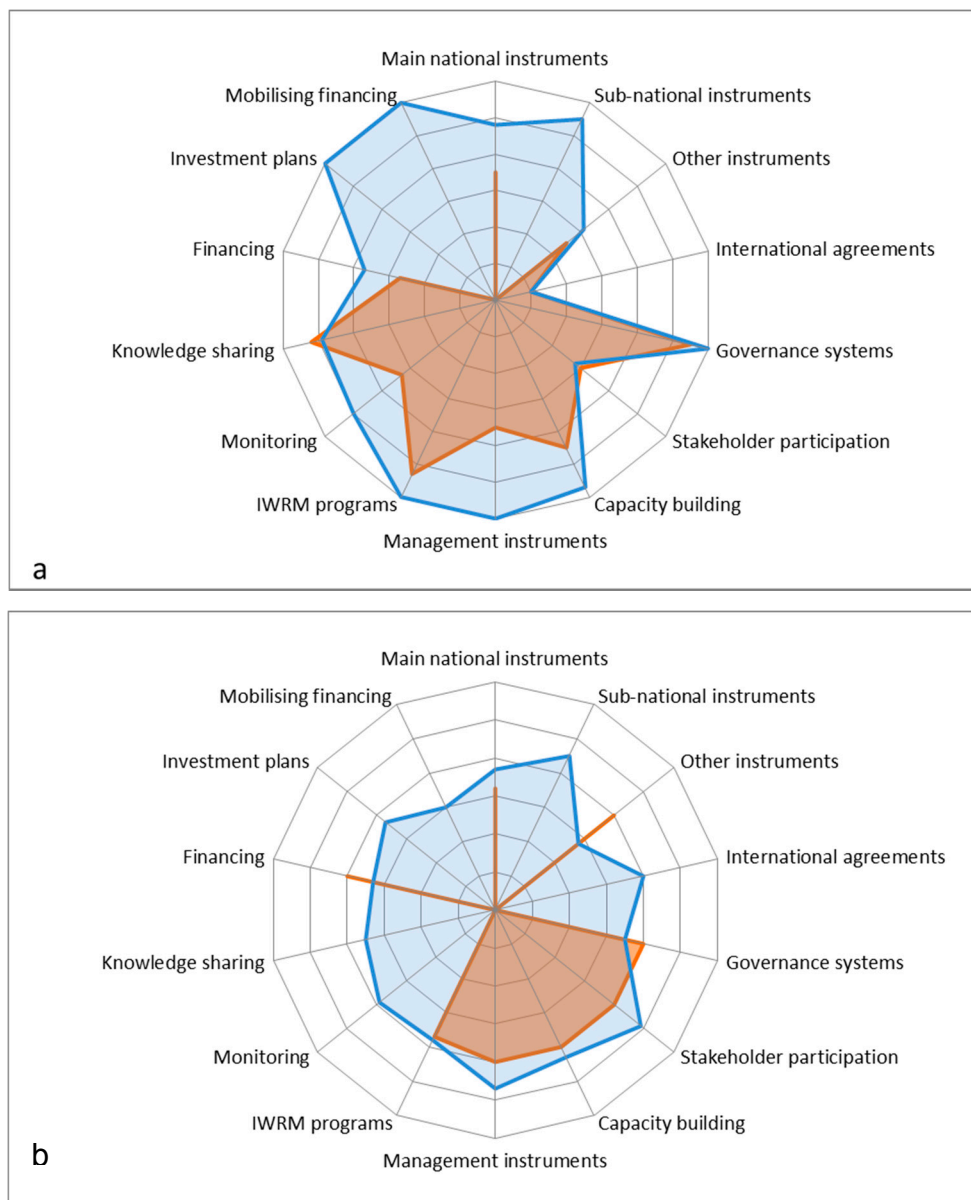 Main national instruments
Mobilising financing
Sub-national instruments
Investment plans
Other instruments
Financing
International agreements
Knowledge sharing
Governance systems
Monitoring
Stakeholder participation
IWRM programs
Capacity building
Management instruments
a
Main national instruments
Mobilising financing
Sub-national instruments
Investment plans
Other instruments
Financing
International agreements
Knowledge sharing
Governance systems
Monitoring
Stakeholder participation
IWRM programs
Capacity building
Management instruments
b